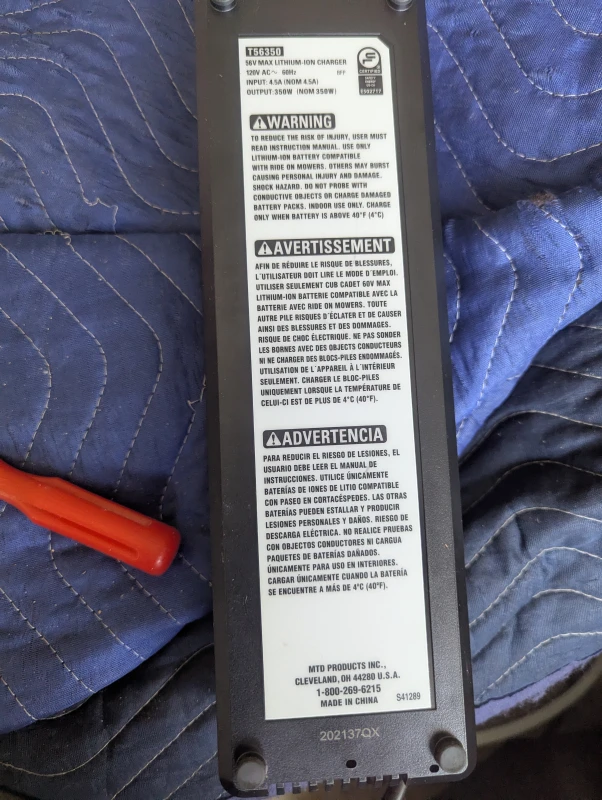 T56350
56V MAX LITHIUM-ION CHARGER
120V AC~ 60Hz
INPUT: 4.5A (NOM 4.5A)
OUTPUT: 358W (NOM 358W)
CERTIFIED
WARNING
TO REDUCE THE RISK OF INJURY, USER MUST
READ INSTRUCTION MANUAL. USE ONLY
LITHIUM-ION BATTERY COMPATIBLE
WITH RIDE ON MOWERS. OTHERS MAY BURST
CAUSING PERSONAL INJURY AND DAMAGE.
SHOCK HAZARD. DO NOT PROBE WITH
CONDUCTIVE OBJECTS OR CHARGE DAMAGED
BATTERY PACKS. INDOOR USE ONLY. CHARGE
ONLY WHEN BATTERY IS ABOVE 40°F (4°C)
AVERTISSEMENT
AFIN DE RÉDUIRE LE RISQUE DE BLESSURES,
L'UTILISATEUR DOIT LIRE LE MODE D'EMPLOI.
UTILISER SEULEMENT CUB CADET 60V MAX
LITHIUM-ION BATTERIE COMPATIBLE AVEC LA
BATTERIE AVEC RIDE ON MOWERS. TOUTE
AUTRE PILE RISQUES D'ÉCLATER ET DE CAUSER
AINSI DES BLESSURES ET DES DOMMAGES.
RISQUE DE CHOC ÉLECTRIQUE. NE PAS SONDER
LES BORNES AVEC DES OBJECTS CONDUCTEURS
NI NE CHARGER DES BLOCS-PILES ENDOMMAGÉS.
UTILISATION DE L'APPAREIL À L'INTÉRIEUR
SEULEMENT. CHARGER LE BLOC-PILES
UNIQUEMENT LORSQUE LA TEMPÉRATURE DE
CELUI-CI EST DE PLUS DE 4°C (40°F).
ADVERTENCIA
PARA REDUCIR EL RIESGO DE LESIONES, EL
USUARIO DEBE LEER EL MANUAL DE
INSTRUCCIONES. UTILICE ÚNICAMENTE
BATERÍAS DE IONES DE LITIO COMPATIBLE
CON PASEO EN CORTACÉSPEDES. LAS OTRAS
BATERÍAS PUEDEN ESTALLAR Y PRODUCIR
LESIONES PERSONALES Y DAÑOS. RIESGO DE
DESCARGA ELÉCTRICA. NO REALICE PRUEBAS
CON OBJECTOS CONDUCTORES NI CARGUA
PAQUETES DE BATERÍAS DAÑADOS.
ÚNICAMENTE PARA USO EN INTERIORES.
CARGAR ÚNICAMENTE CUANDO LA BATERÍA
SE ENCUENTRE A MÁS DE 4°C (40°F).
MTD PRODUCTS INC.,
CLEVELAND, OH 44280 U.S.A.
1-800-269-6215
MADE IN CHINA
S41289
202137QX